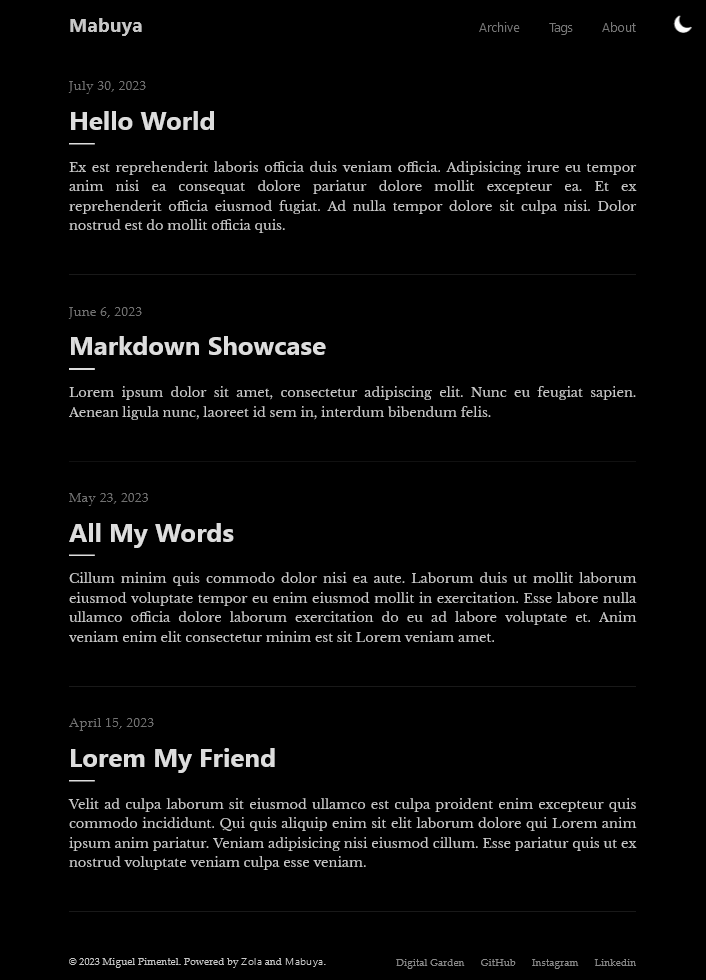 Mabuya
Archive Tags About
July 30, 2023
Hello World
Ex est reprehenderit laboris officia duis veniam officia. Adipisicing irure eu tempor
anim nisi ea consequat dolore pariatur dolore mollit excepteur ea. Et ex
reprehenderit officia eiusmod fugiat. Ad nulla tempor dolore sit culpa nisi. Dolor
nostrud est do mollit officia quis.
June 6, 2023
Markdown Showcase
Lorem ipsum dolor sit amet, consectetur adipiscing elit. Nunc eu feugiat sapien.
Aenean ligula nunc, laoreet id sem in, interdum bibendum felis.
May 23, 2023
All My Words
Cillum minim quis commodo dolor nisi ea aute. Laborum duis ut mollit laborum
eiusmod voluptate tempor eu enim eiusmod mollit in exercitation. Esse labore nulla
ullamco officia dolore laborum exercitation do eu ad labore voluptate et. Anim
veniam enim elit consectetur minim est sit Lorem veniam amet.
April 15, 2023
Lorem My Friend
Velit ad culpa laborum sit eiusmod ullamco est culpa proident enim excepteur quis
commodo incididunt. Qui quis aliquip enim sit elit laborum dolore qui Lorem anim
ipsum anim pariatur. Veniam adipisicing nisi eiusmod cillum. Esse pariatur quis ut ex
nostrud voluptate veniam culpa esse veniam.
© 2023 Miguel Pimentel. Powered by Zola and Mabuya.
Digital Garden GitHub Instagram Linkedin